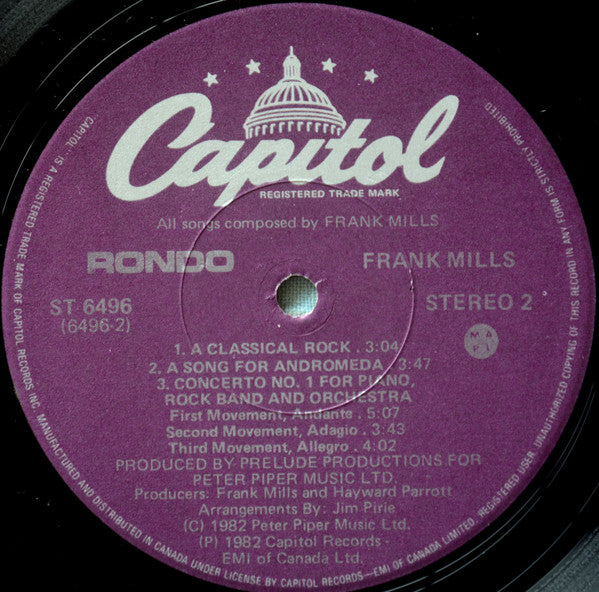 Capitol
REGISTERED TRADE MARK
All songs composed by FRANK MILLS
RONDO
FRANK MILLS
ST 6496
(6496-2)
STEREO 2
MAPL
1. A CLASSICAL ROCK . 3:04
2. A SONG FOR ANDROMEDA . 3:47
3. CONCERTO NO. 1 FOR PIANO,
ROCK BAND AND ORCHESTRA
First Movement, Andante . 5:07
Second Movement, Adagio . 3:43
Third Movement, Allegro . 4:02
PRODUCED BY PRELUDE PRODUCTIONS FOR
PETER PIPER MUSIC LTD.
Producers: Frank Mills and Hayward Parrott
Arrangements By: Jim Pirie
(C) 1982 Peter Piper Music Ltd.
(P) 1982 Capitol Records -
EMI of Canada Ltd.
CAPITOL IS A REGISTERED TRADE MARK OF CAPITOL RECORDS INC. MANUFACTURED AND DISTRIBUTED IN CANADA UNDER LICENSE BY CAPITOL RECORDS—EMI OF CANADA LIMITED, REGISTERED USER. UNAUTHORIZED COPYING OF THIS RECORD IN ANY FORM IS STRICTLY PROHIBITED